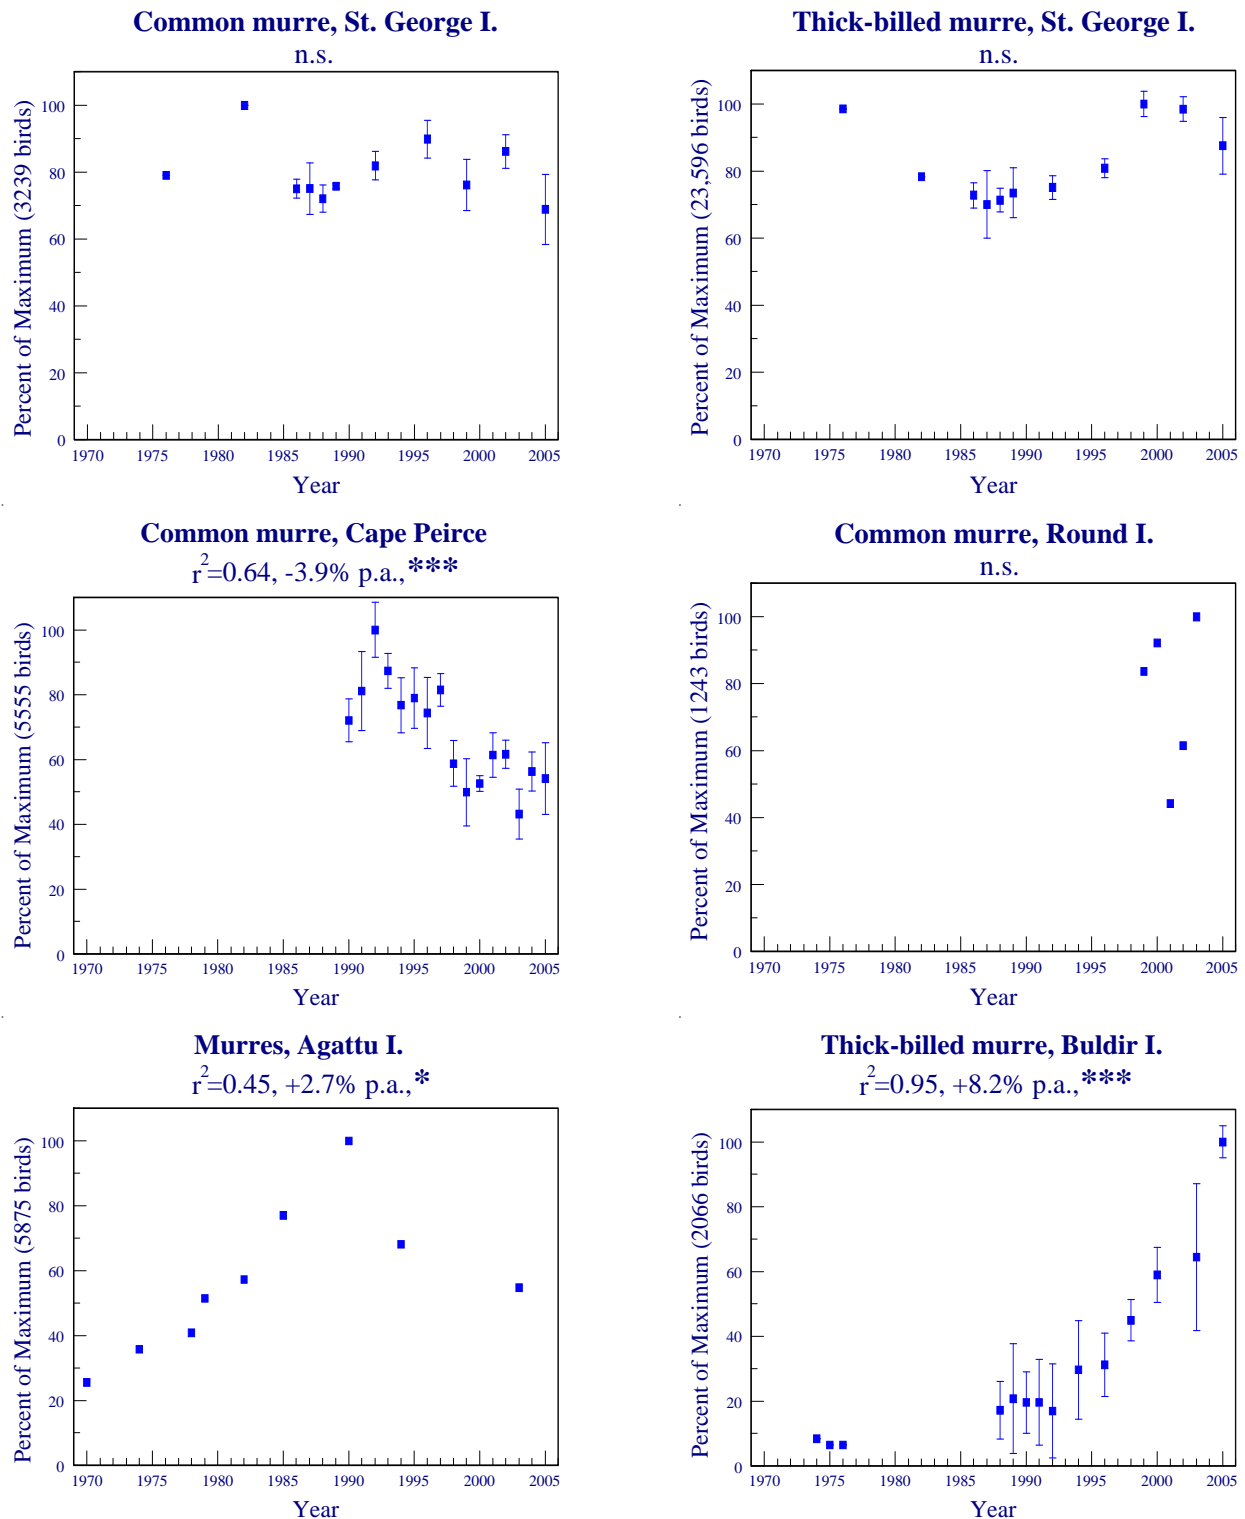 Common murre, St. George I.
n.s.
Percent of Maximum (3239 birds)
100
80
60
40
20
0
1970 1975 1980 1985 1990 1995 2000 2005
Year
Thick-billed murre, St. George I.
n.s.
Percent of Maximum (23,596 birds)
100
80
60
40
20
0
1970 1975 1980 1985 1990 1995 2000 2005
Year
Common murre, Cape Peirce
r²=0.64, -3.9% p.a.,***
Percent of Maximum (5555 birds)
100
80
60
40
20
0
1970 1975 1980 1985 1990 1995 2000 2005
Year
Common murre, Round I.
n.s.
Percent of Maximum (1243 birds)
100
80
60
40
20
0
1970 1975 1980 1985 1990 1995 2000 2005
Year
Murres, Agattu I.
r²=0.45, +2.7% p.a.,*
Percent of Maximum (5875 birds)
100
80
60
40
20
0
1970 1975 1980 1985 1990 1995 2000 2005
Year
Thick-billed murre, Buldir I.
r²=0.95, +8.2% p.a.,***
Percent of Maximum (2066 birds)
100
80
60
40
20
0
1970 1975 1980 1985 1990 1995 2000 2005
Year